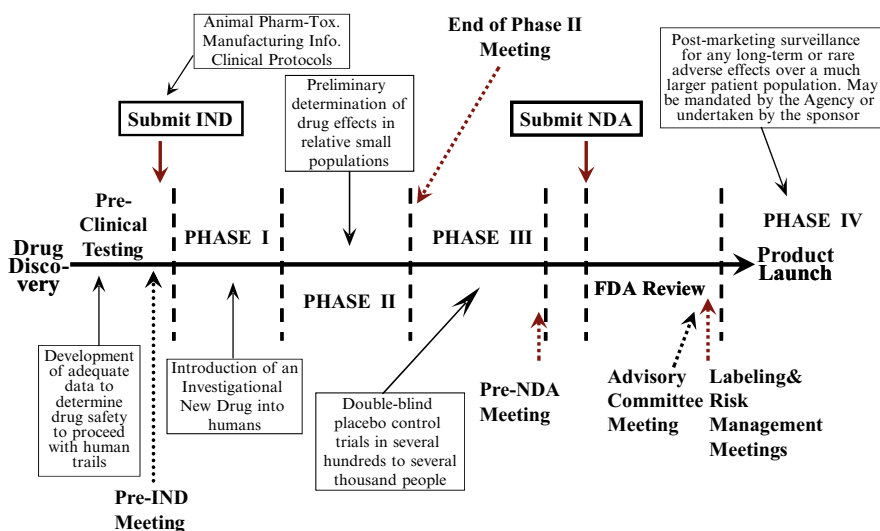 Animal Pharm-Tox.
Manufacturing Info.
Clinical Protocols
Submit IND
Preliminary
determination of
drug effects in
relative small
populations
End of Phase II
Meeting
Submit NDA
Post-marketing surveillance
for any long-term or rare
adverse effects over a much
larger patient population. May
be mandated by the Agency or
undertaken by the sponsor
Pre-
Clinical
Testing
PHASE I
PHASE II
PHASE III
PHASE IV
Drug
Disco-
very
Product
Launch
FDA Review
Development
of adequate
data to
determine
drug safety
to proceed
with human
trails
Introduction of an
Investigational
New Drug into
humans
Double-blind
placebo control
trials in several
hundreds to several
thousand people
Pre-NDA
Meeting
Advisory
Committee
Meeting
Labeling&
Risk
Management
Meetings
Pre-IND
Meeting